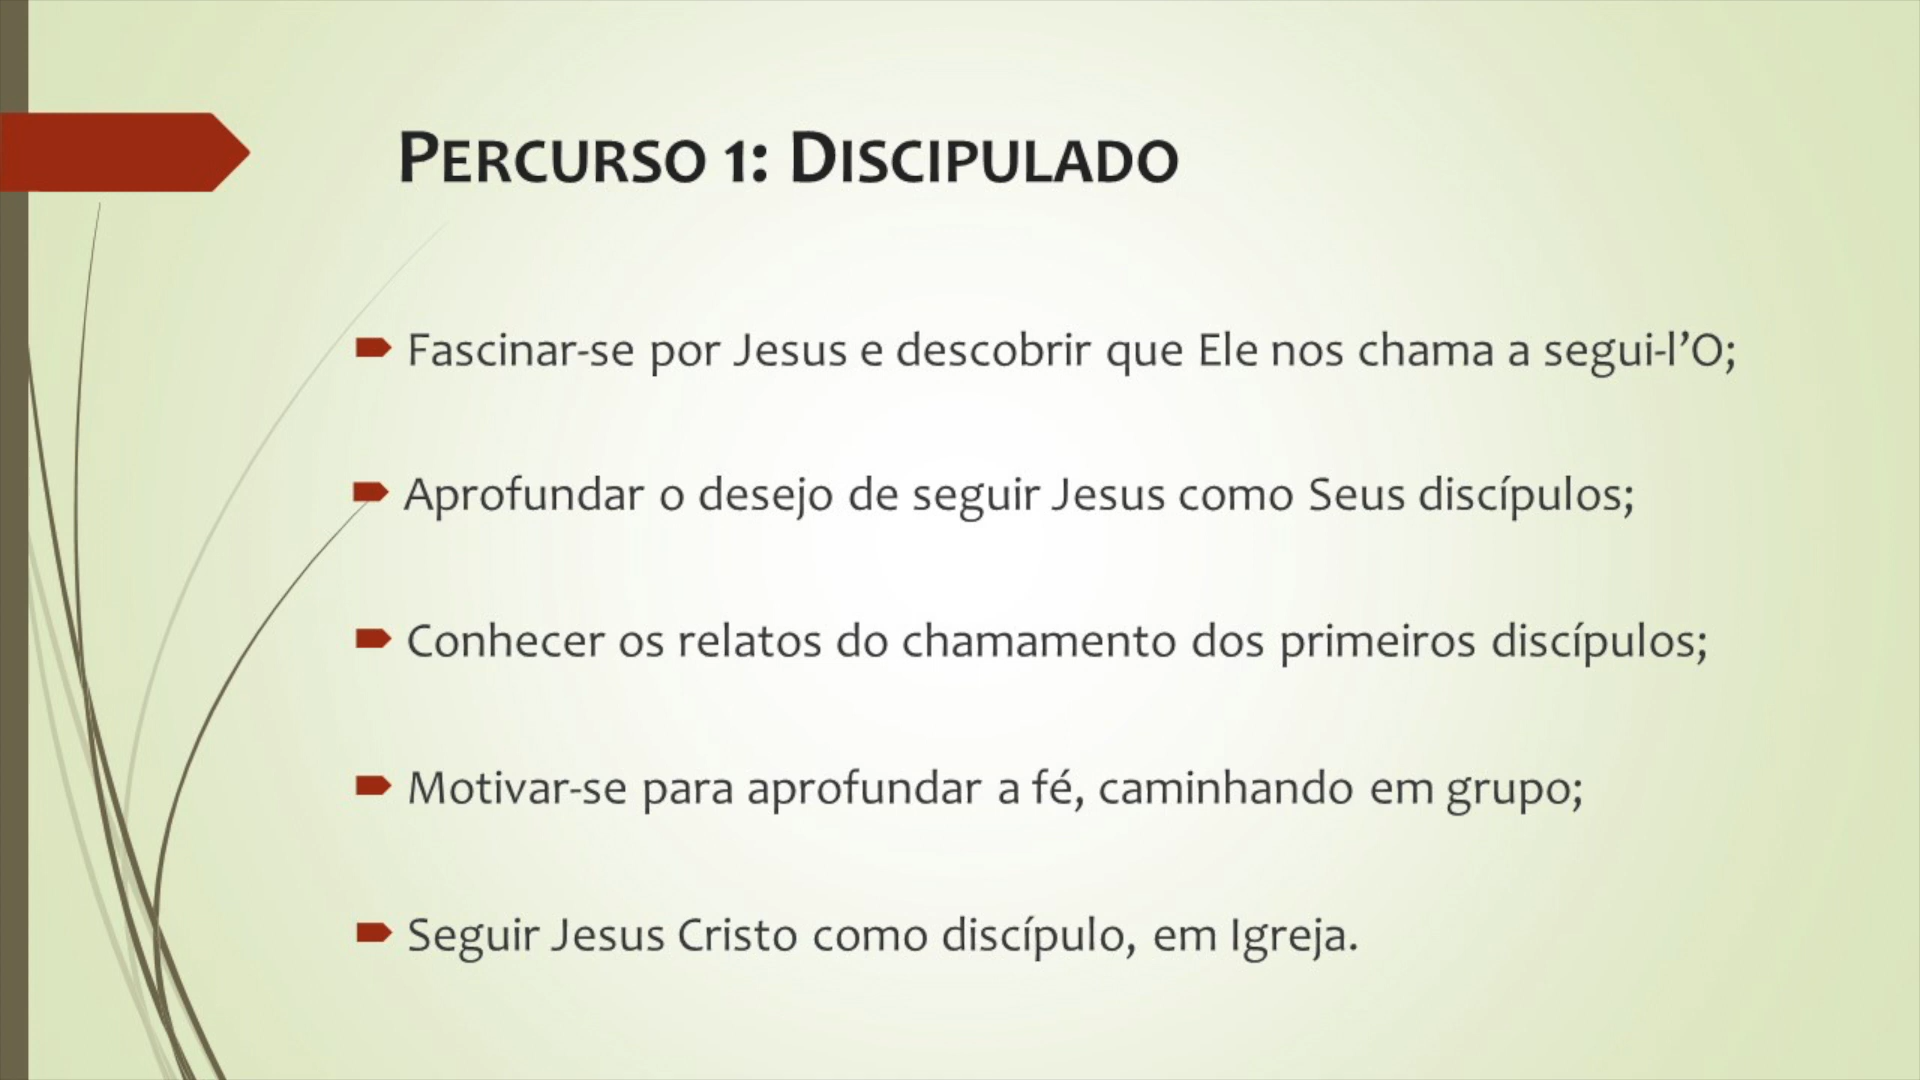 PERCURSO 1: DISCIPULADO
Fascinar-se por Jesus e descobrir que Ele nos chama a segui-l’O;
Aprofundar o desejo de seguir Jesus como Seus discípulos;
Conhecer os relatos do chamamento dos primeiros discípulos;
Motivar-se para aprofundar a fé, caminhando em grupo;
Seguir Jesus Cristo como discípulo, em Igreja.